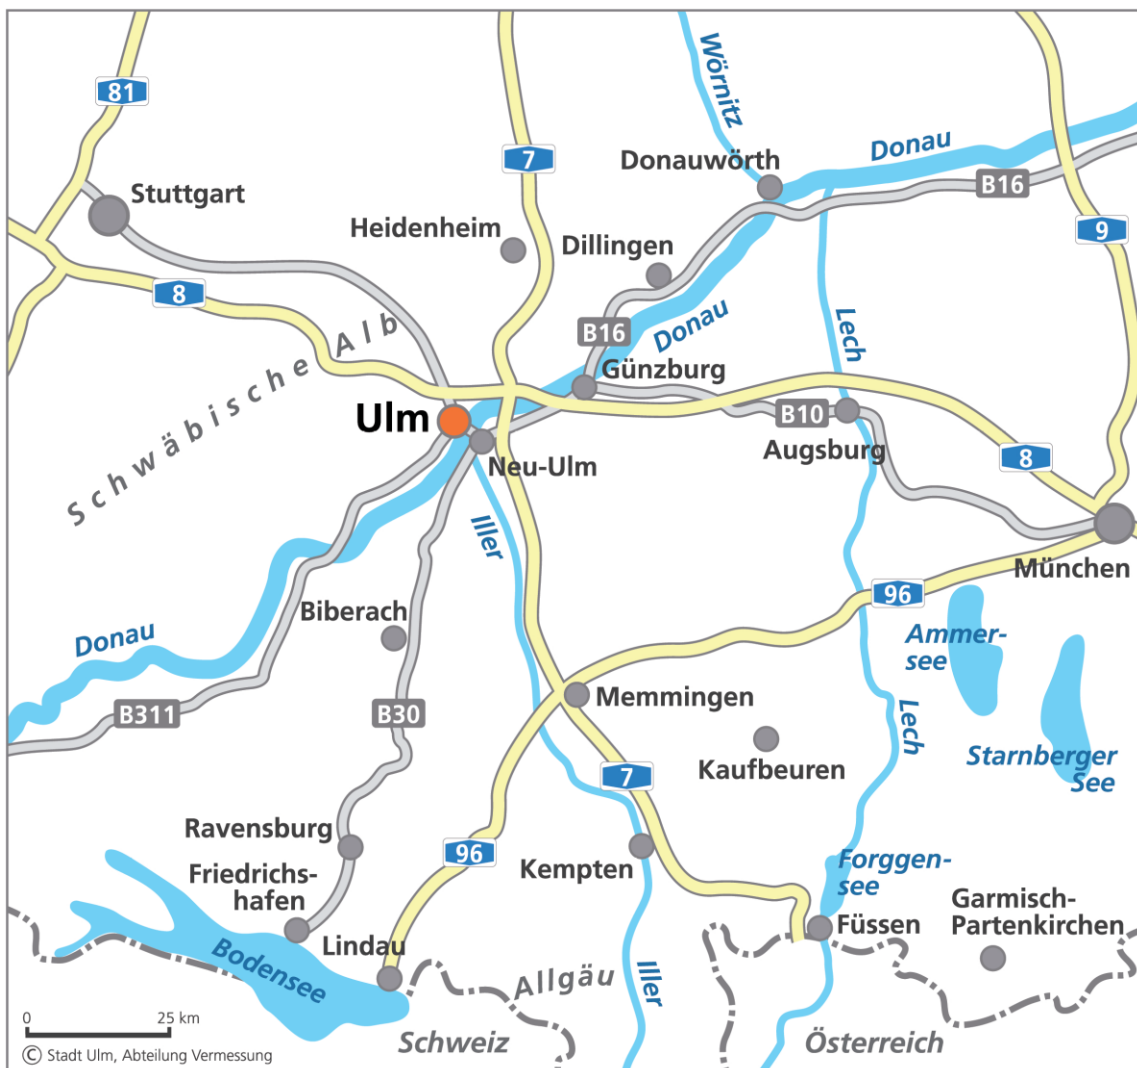 Wörnitz
81
7
Donauwörth
Donau
B16
Stuttgart
Heidenheim
Dillingen
9
8
B16
Donau
Lech
Schwäbische Alb
Günzburg
Ulm
B10
Augsburg
8
Neu-Ulm
Iller
München
96
Biberach
Ammer-
see
Donau
B311
B30
Memmingen
Lech
Kaufbeuren
Starnberger
See
7
Ravensburg
96
Kempten
Forggen-
see
Friedrichs-
hafen
Garmisch-
Partenkirchen
Füssen
Lindau
Bodensee
Allgäu
Iller
0 25 km
Schweiz
Österreich
© Stadt Ulm, Abteilung Vermessung